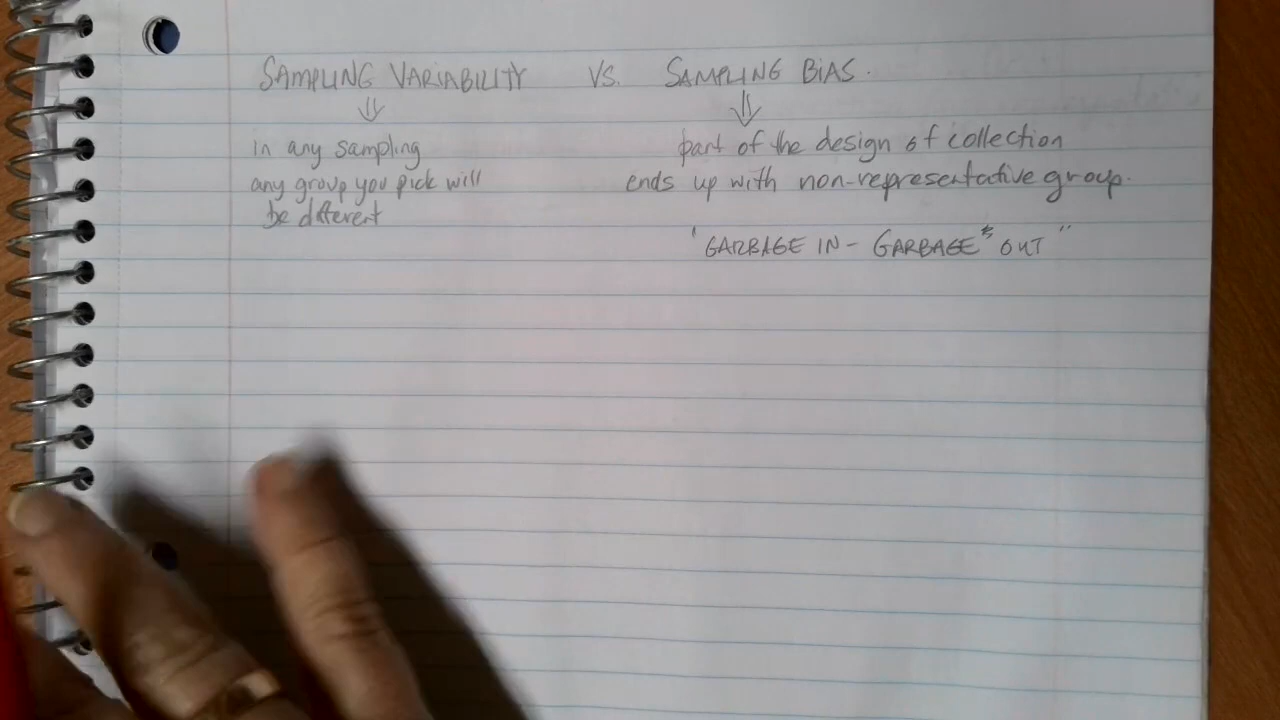 SAMPLING VARIABILITY VS. SAMPLING BIAS.
in any sampling
any group you pick will
be different
part of the design of collection
ends up with non-representative group.
'GARBAGE IN - GARBAGE OUT"